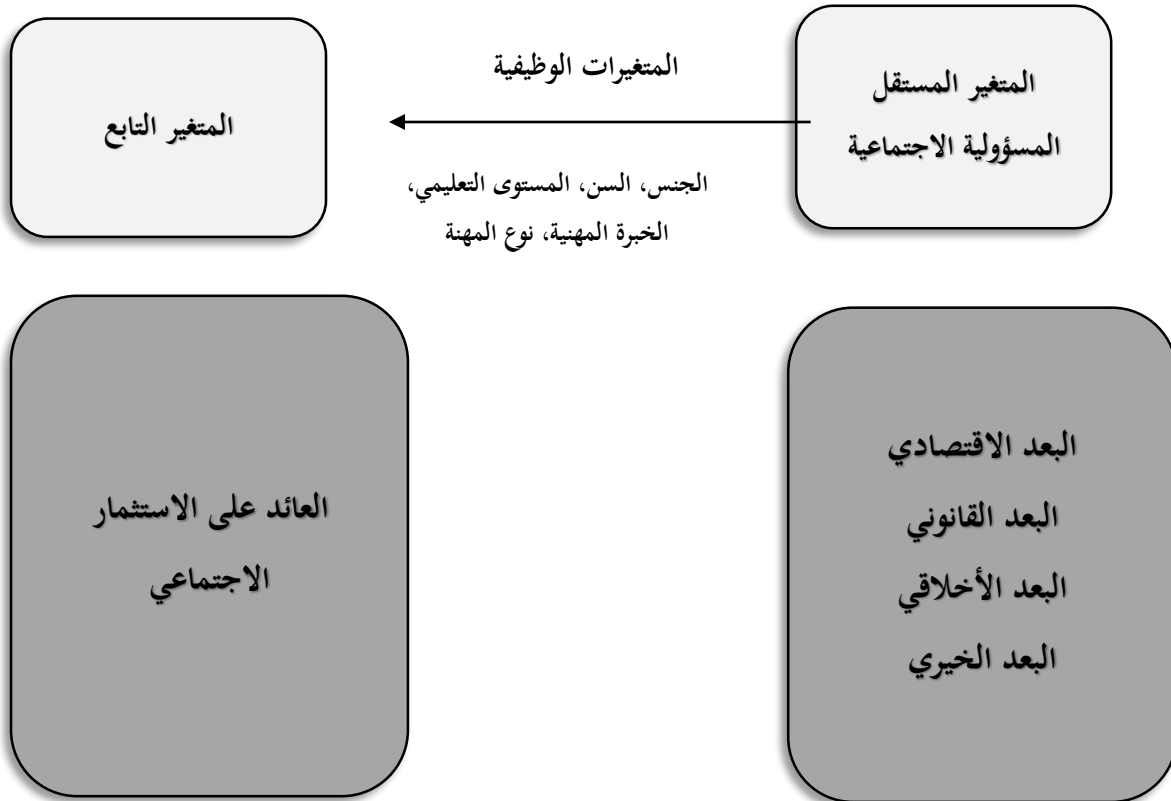 المتغير المستقل
المسؤولية الاجتماعية
المتغيرات الوظيفية
الجنس، السن، المستوى التعليمي،
الخبرة المهنية، نوع المهنة
المتغير التابع
البعد الاقتصادي
البعد القانوني
البعد الأخلاقي
البعد الخيري
العائد على الاستثمار
الاجتماعي